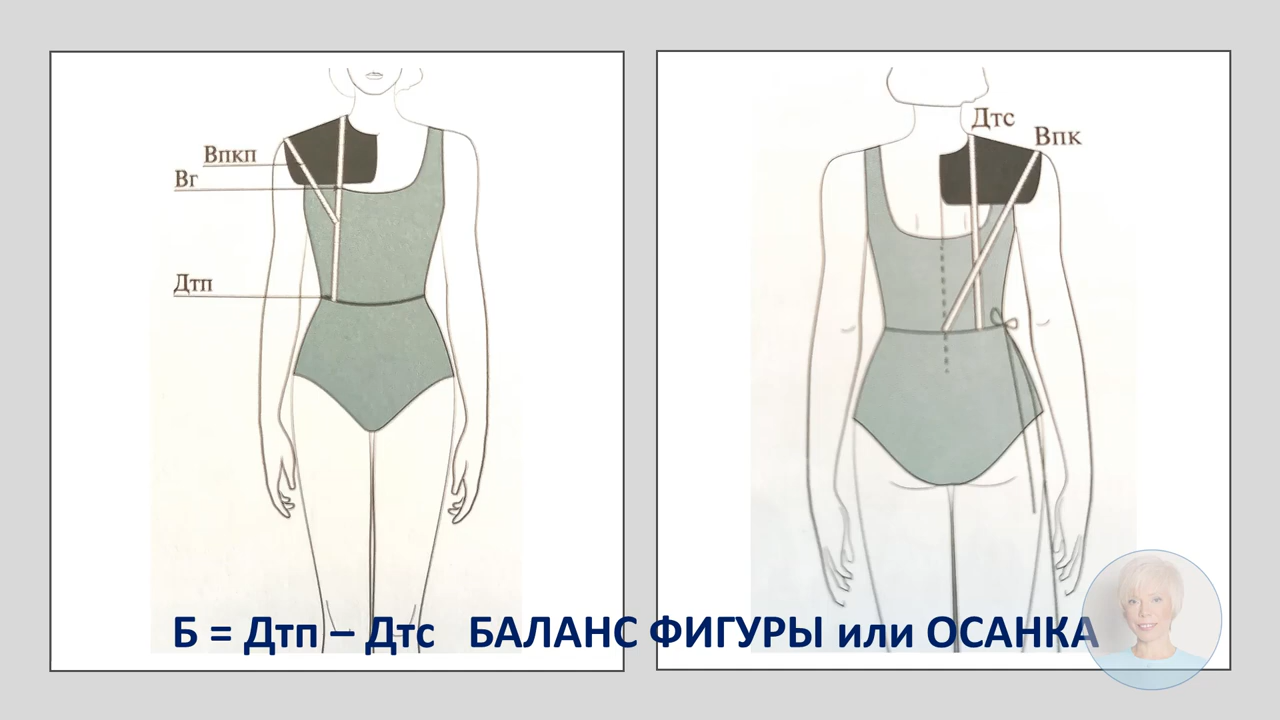 Впкп
Вг
Дтп
Дтс
Впк
Б = Дтп – Дтс   БАЛАНС ФИГУРЫ или ОСАНКА